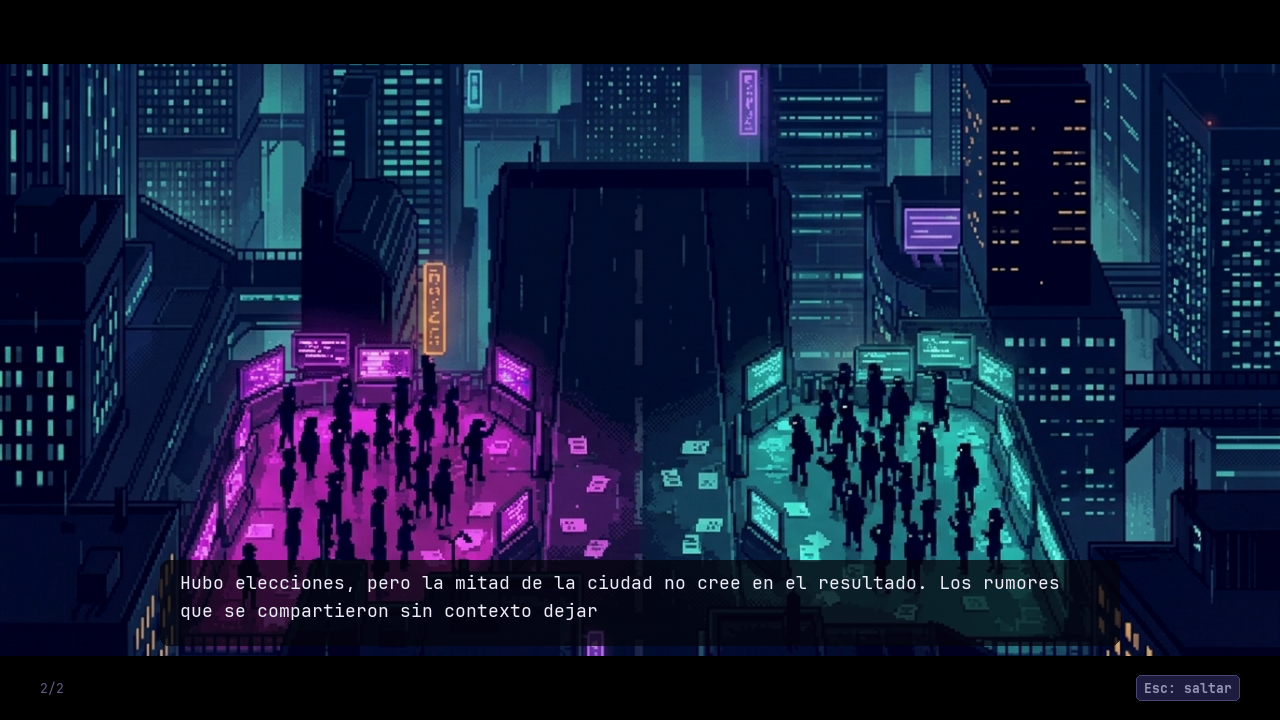 Hubo elecciones, pero la mitad de la ciudad no cree en el resultado. Los rumores
que se compartieron sin contexto dejar
2/2
Esc: saltar